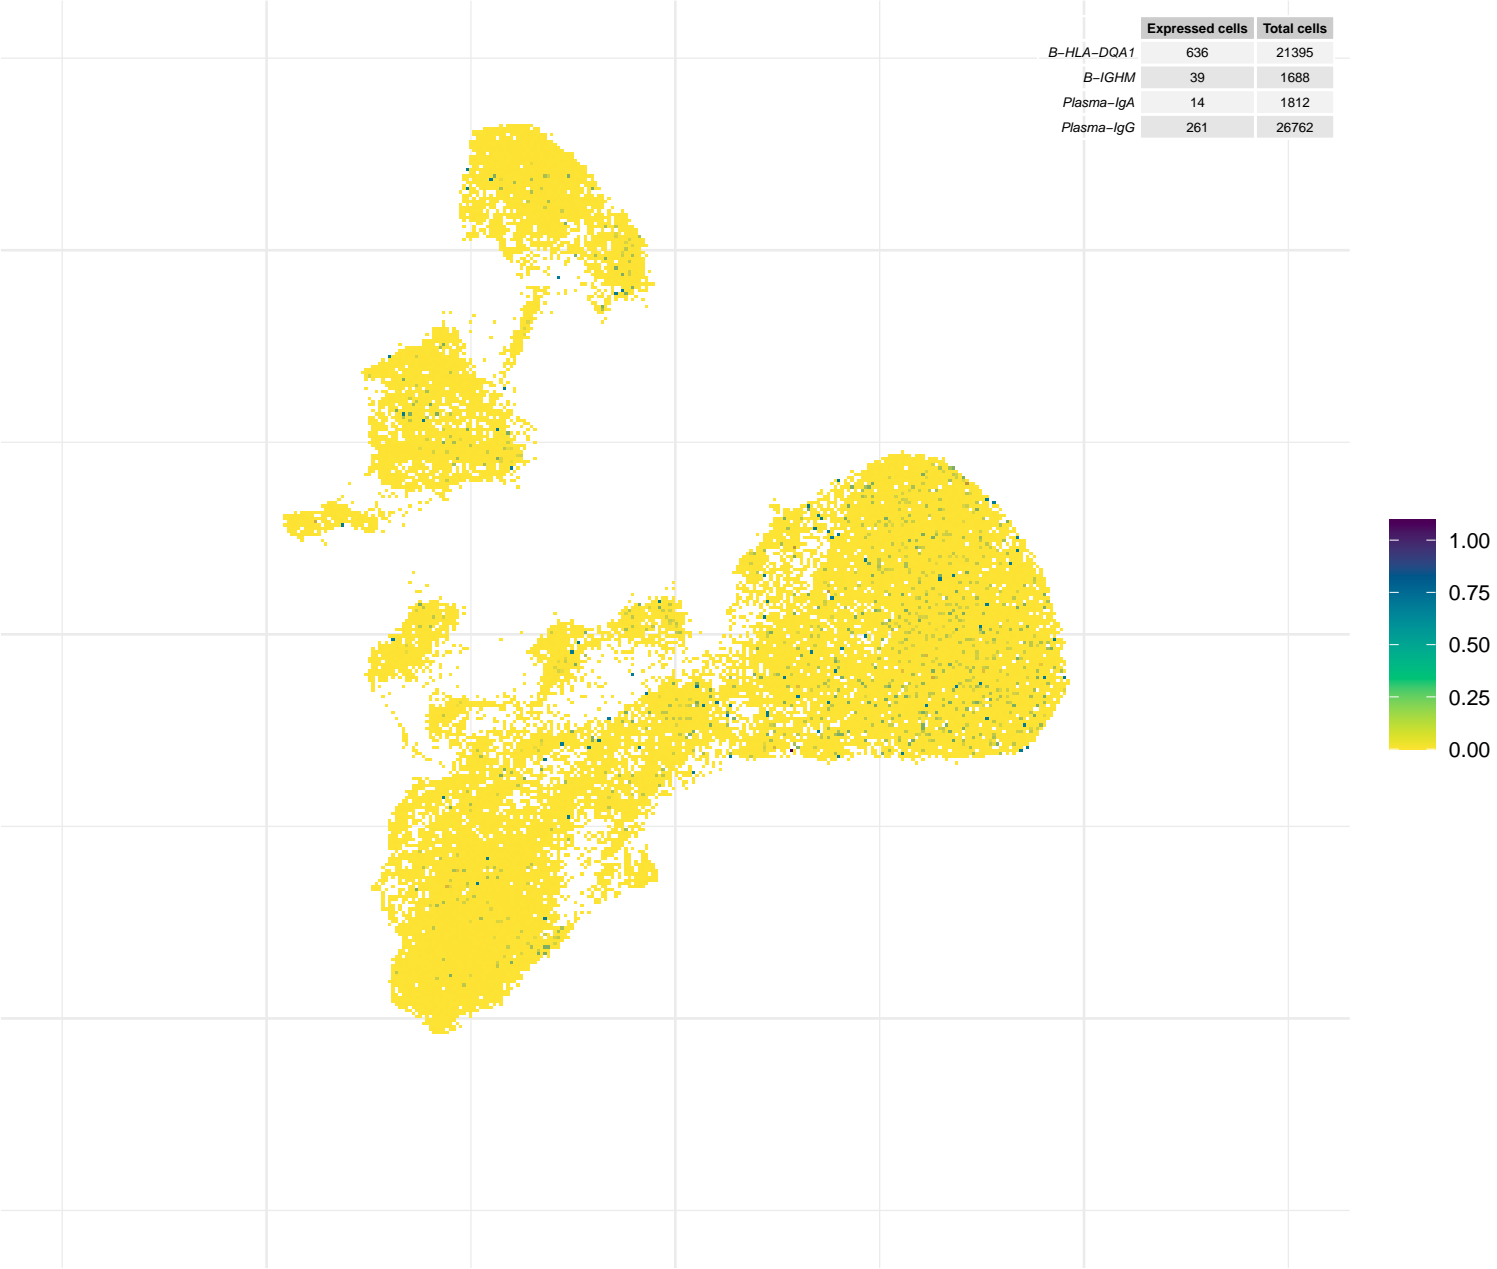 Expressed cells Total cells
B−HLA−DQA1 636 21395
B−IGHM 39 1688
Plasma−IgA 14 1812
Plasma−IgG 261 26762
1.00
0.75
0.50
0.25
0.00